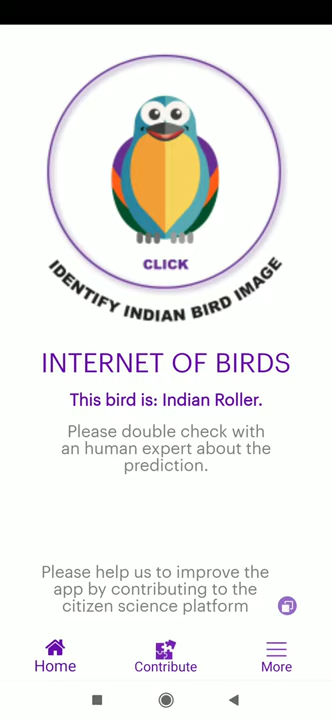 CLICK
IDENTIFY INDIAN BIRD IMAGE
INTERNET OF BIRDS
This bird is: Indian Roller.
Please double check with
an human expert about the
prediction.
Please help us to improve the
app by contributing to the
citizen science platform
Home
Contribute
More